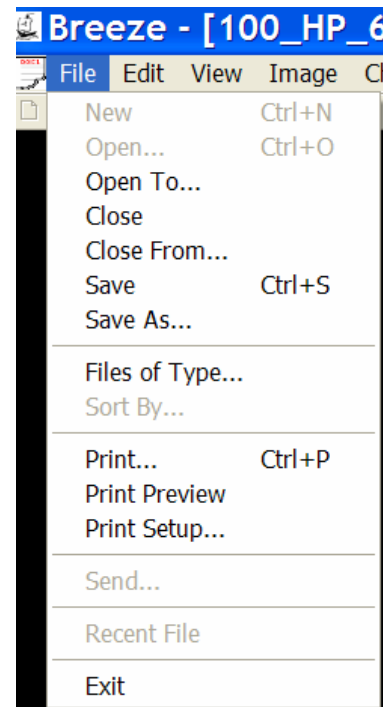 Breeze - [100_HP_6
File Edit View Image
New Ctrl+N
Open... Ctrl+O
Open To...
Close
Close From...
Save Ctrl+S
Save As...
Files of Type...
Sort By...
Print... Ctrl+P
Print Preview
Print Setup...
Send...
Recent File
Exit